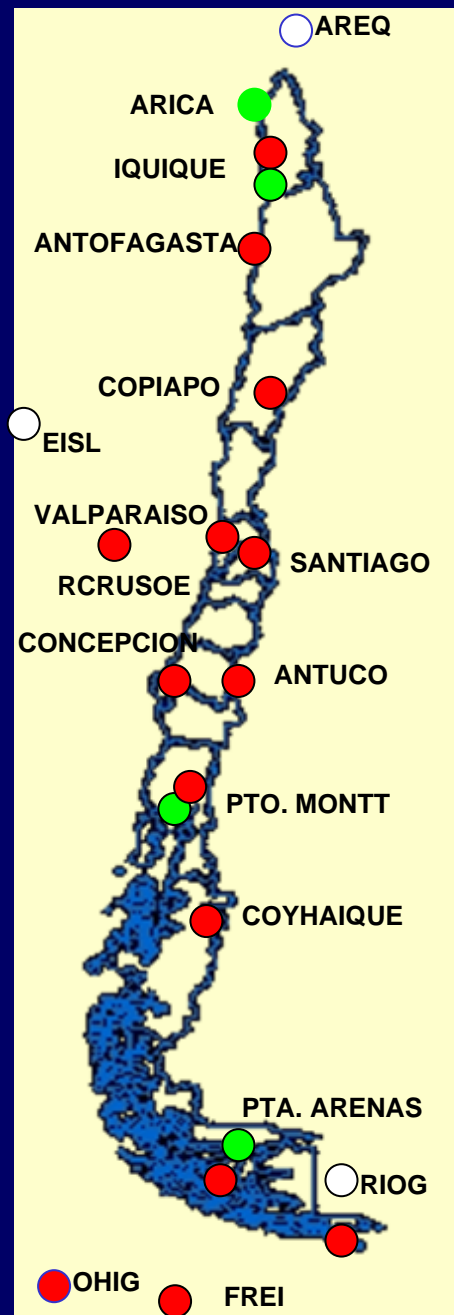 AREQ
ARICA
IQUIQUE
ANTOFAGASTA
COPIAPO
EISL
VALPARAISO
SANTIAGO
RCRUSOE
CONCEPCION
ANTUCO
PTO. MONTT
COYHAIQUE
PTA. ARENAS
RIOG
OHIG
FREI